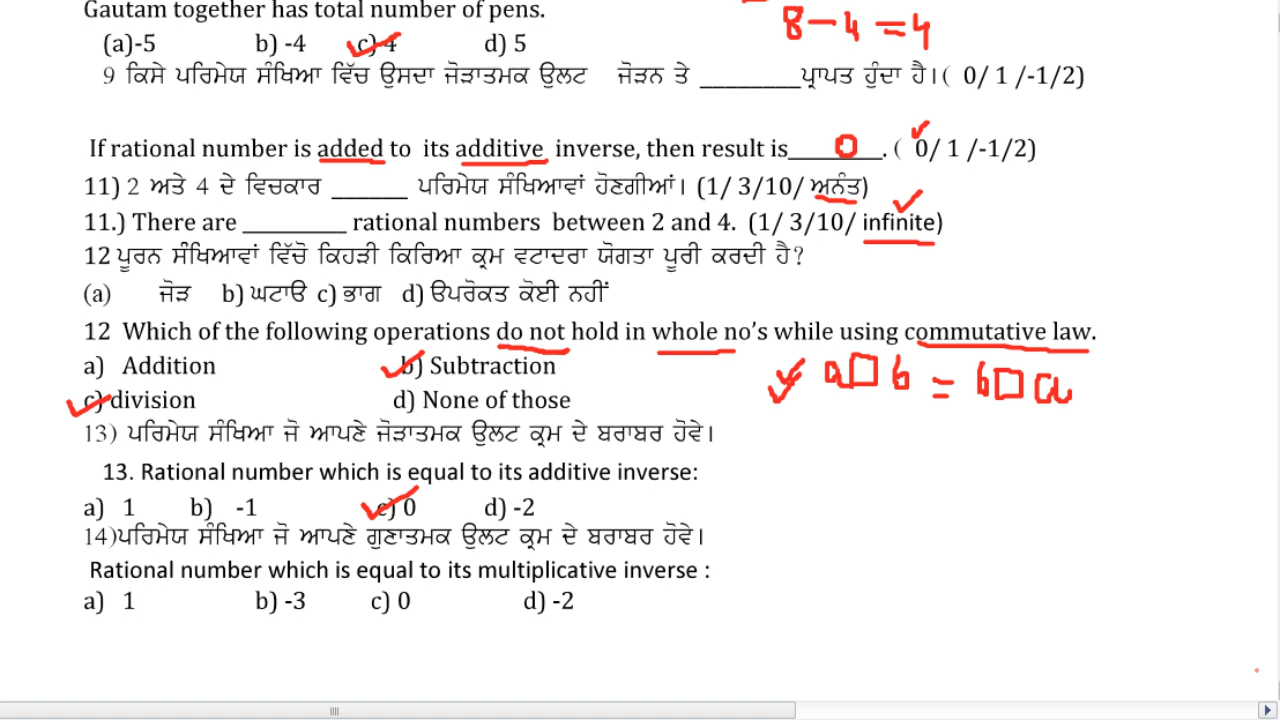 Gautam together has total number of pens.
8-4=4
(a)-5 b) -4 c) 4 d) 5
9 ਕਿਸੇ ਪਰਿਮੇਯ ਸੰਖਿਆ ਵਿੱਚ ਉਸਦਾ ਜੋੜਾਤਮਕ ਉਲਟ ਜੋੜਨ ਤੇ ________ਪ੍ਰਾਪਤ ਹੁੰਦਾ ਹੈ।( 0/ 1 /-1/2)
If rational number is added to its additive inverse, then result is___0___. ( 0/ 1 /-1/2)
11) 2 ਅਤੇ 4 ਦੇ ਵਿਚਕਾਰ ______ ਪਰਿਮੇਯ ਸੰਖਿਆਵਾਂ ਹੋਣਗੀਆਂ। (1/ 3/10/ ਅਨੰਤ)
11.) There are _________ rational numbers between 2 and 4. (1/ 3/10/ infinite)
12 ਪੂਰਨ ਸੰਖਿਆਵਾਂ ਵਿੱਚੋ ਕਿਹੜੀ ਕਿਰਿਆ ਕ੍ਰਮ ਵਟਾਦਰਾ ਯੋਗਤਾ ਪੂਰੀ ਕਰਦੀ ਹੈ?
(a) ਜੋੜ b) ਘਟਾਓ c) ਭਾਗ d) ਉਪਰੋਕਤ ਕੋਈ ਨਹੀਂ
12 Which of the following operations do not hold in whole no's while using commutative law.
a) Addition b) Subtraction
a□b = b□a
c) division d) None of those
13) ਪਰਿਮੇਯ ਸੰਖਿਆ ਜੋ ਆਪਣੇ ਜੋੜਾਤਮਕ ਉਲਟ ਕ੍ਰਮ ਦੇ ਬਰਾਬਰ ਹੋਵੇ।
13. Rational number which is equal to its additive inverse:
a) 1 b) -1 c) 0 d) -2
14)ਪਰਿਮੇਯ ਸੰਖਿਆ ਜੋ ਆਪਣੇ ਗੁਣਾਤਮਕ ਉਲਟ ਕ੍ਰਮ ਦੇ ਬਰਾਬਰ ਹੋਵੇ।
Rational number which is equal to its multiplicative inverse :
a) 1 b) -3 c) 0 d) -2